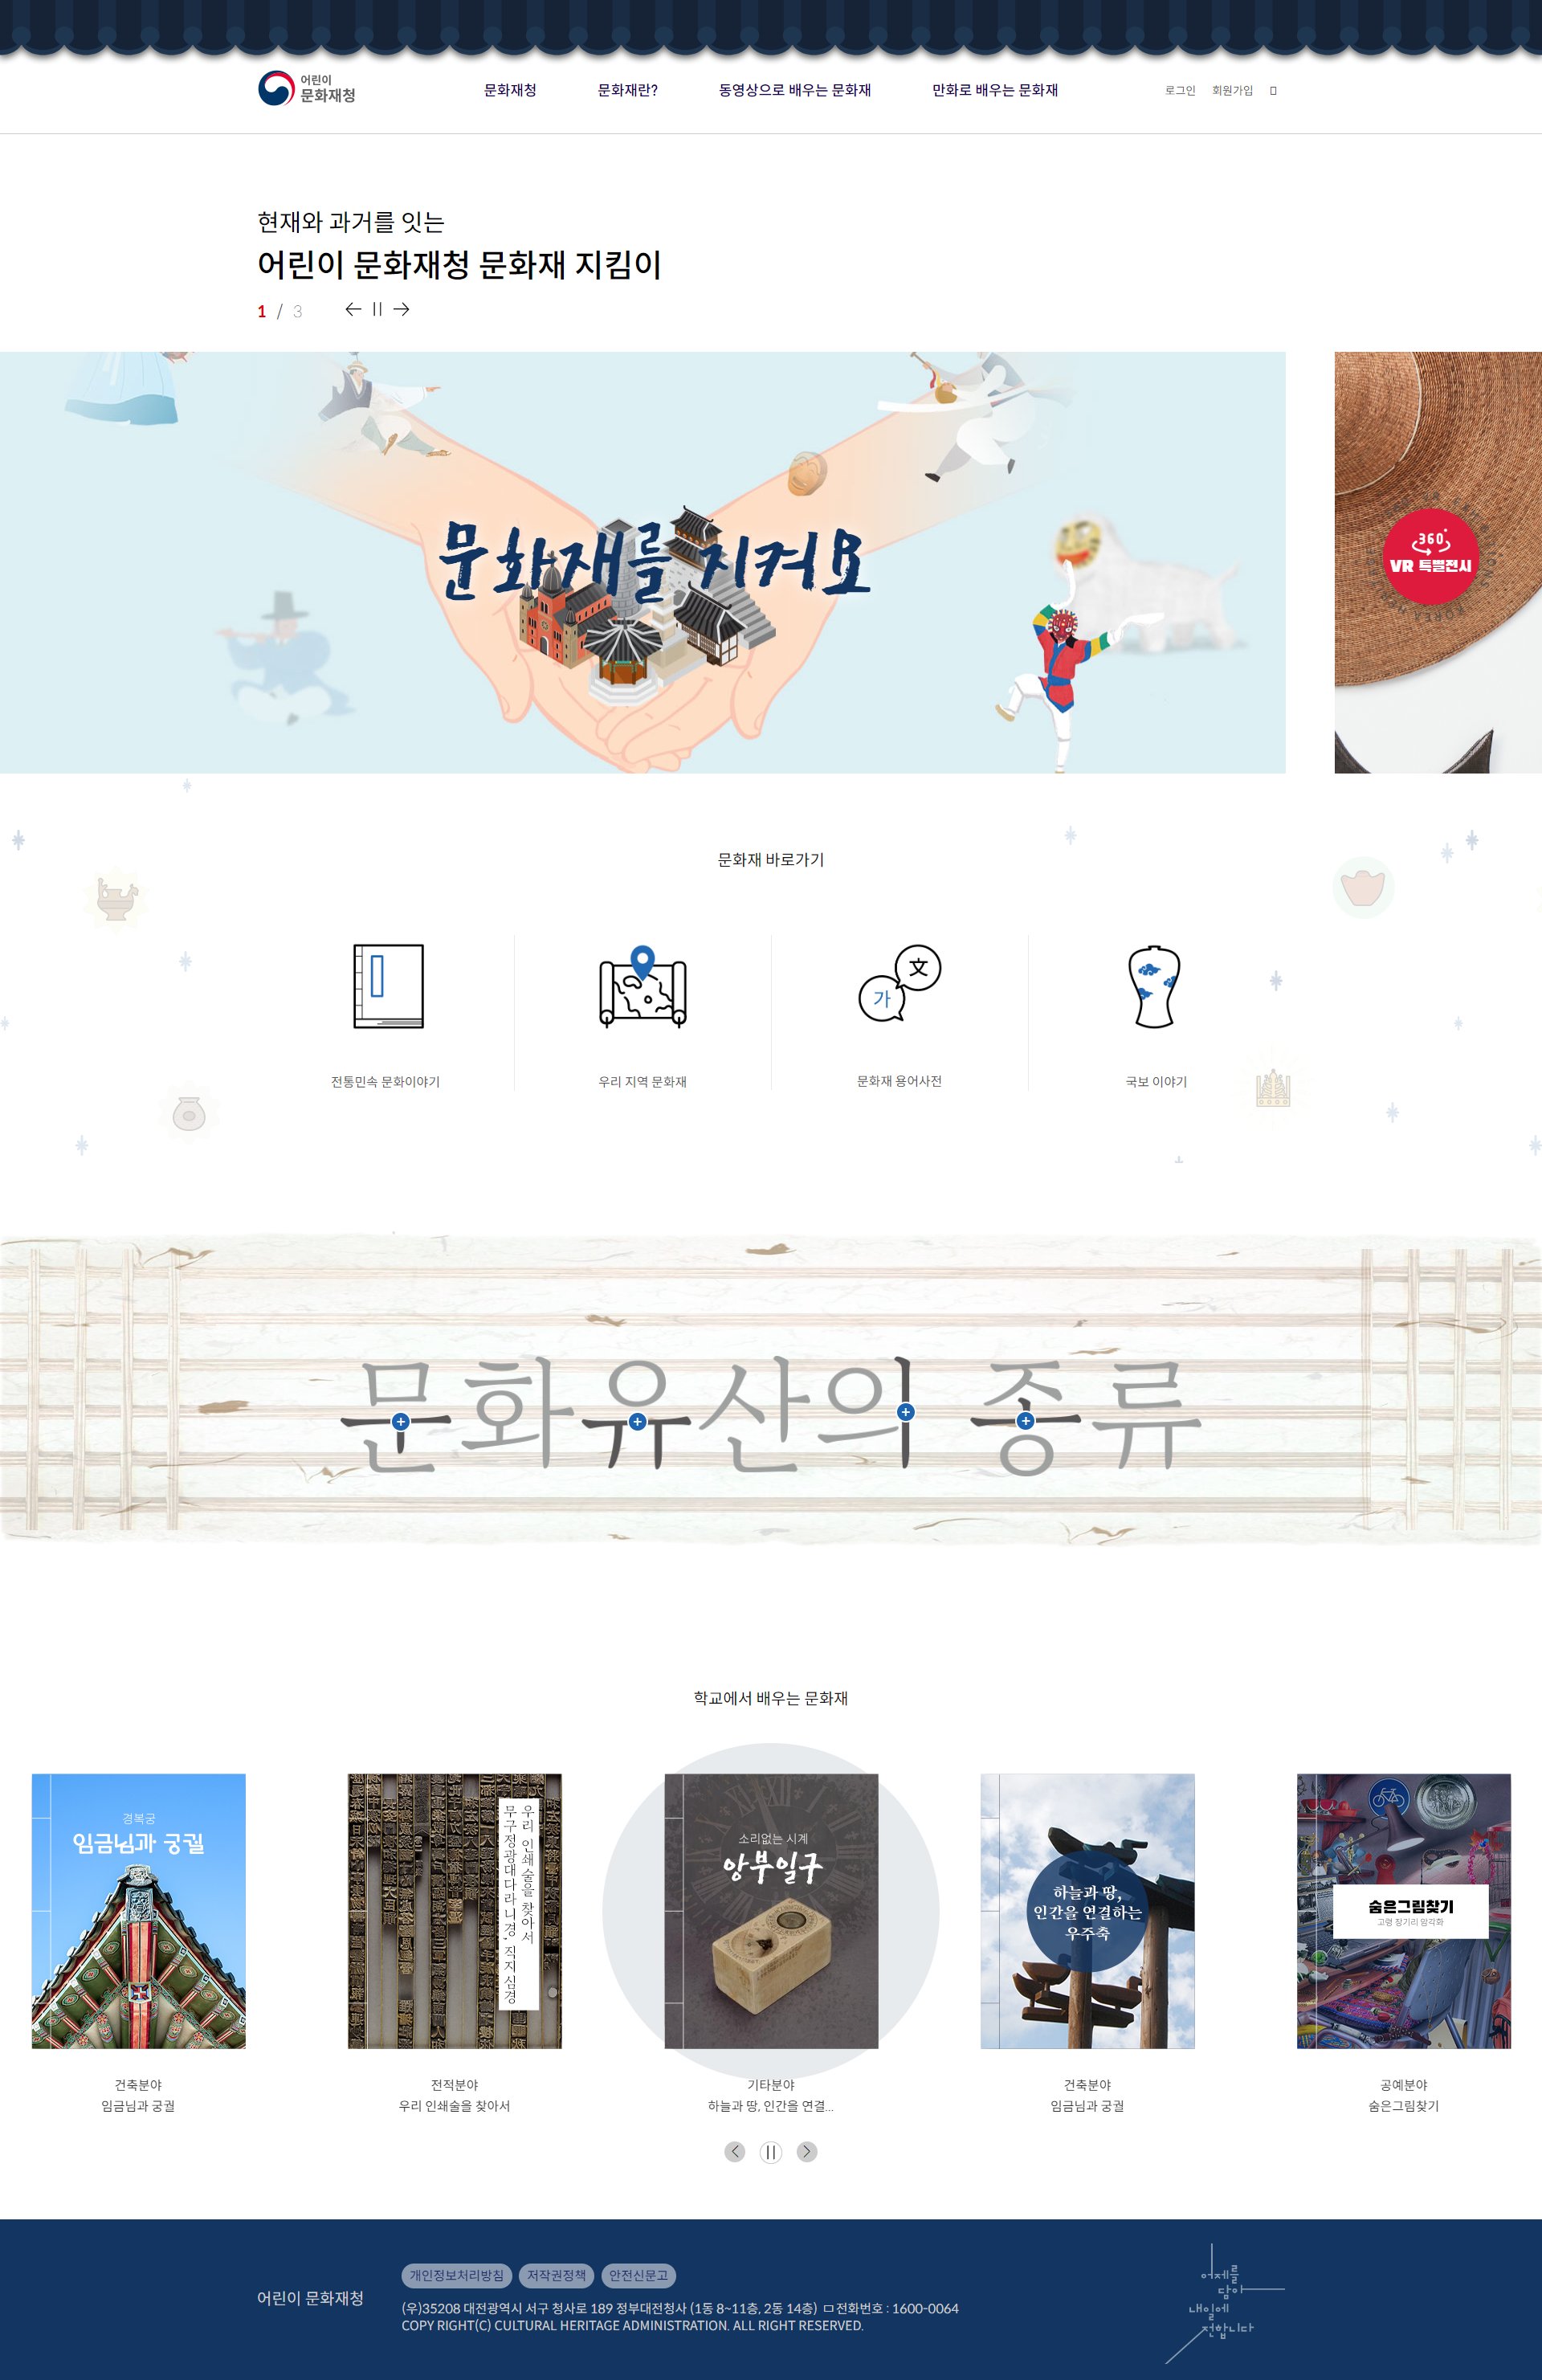 어린이
문화재청
문화재청
문화재란?
동영상으로 배우는 문화재
만화로 배우는 문화재
로그인
회원가입
현재와 과거를 잇는
어린이 문화재청 문화재 지킴이
1 / 3
문화재를 지켜요
360°
VR 특별전시
문화재 바로가기
文
가
전통민속 문화이야기
우리 지역 문화재
문화재 용어사전
국보 이야기
문화유산의 종류
학교에서 배우는 문화재
경복궁
임금님과 궁궐
우리 인쇄술을 찾아서
무구정광대다라니경, 직지심경
소리없는 시계
앙부일구
하늘과 땅,
인간을 연결하는
우주축
숨은그림찾기
고령 장기리 암각화
건축분야
임금님과 궁궐
전적분야
우리 인쇄술을 찾아서
기타분야
하늘과 땅, 인간을 연결...
건축분야
임금님과 궁궐
공예분야
숨은그림찾기
어린이 문화재청
개인정보처리방침
저작권정책
안전신문고
(우)35208 대전광역시 서구 청사로 189 정부대전청사 (1동 8~11층, 2동 14층) ㅁ전화번호 : 1600-0064
COPY RIGHT(C) CULTURAL HERITAGE ADMINISTRATION. ALL RIGHT RESERVED.
어제를
담아
내일에
전합니다